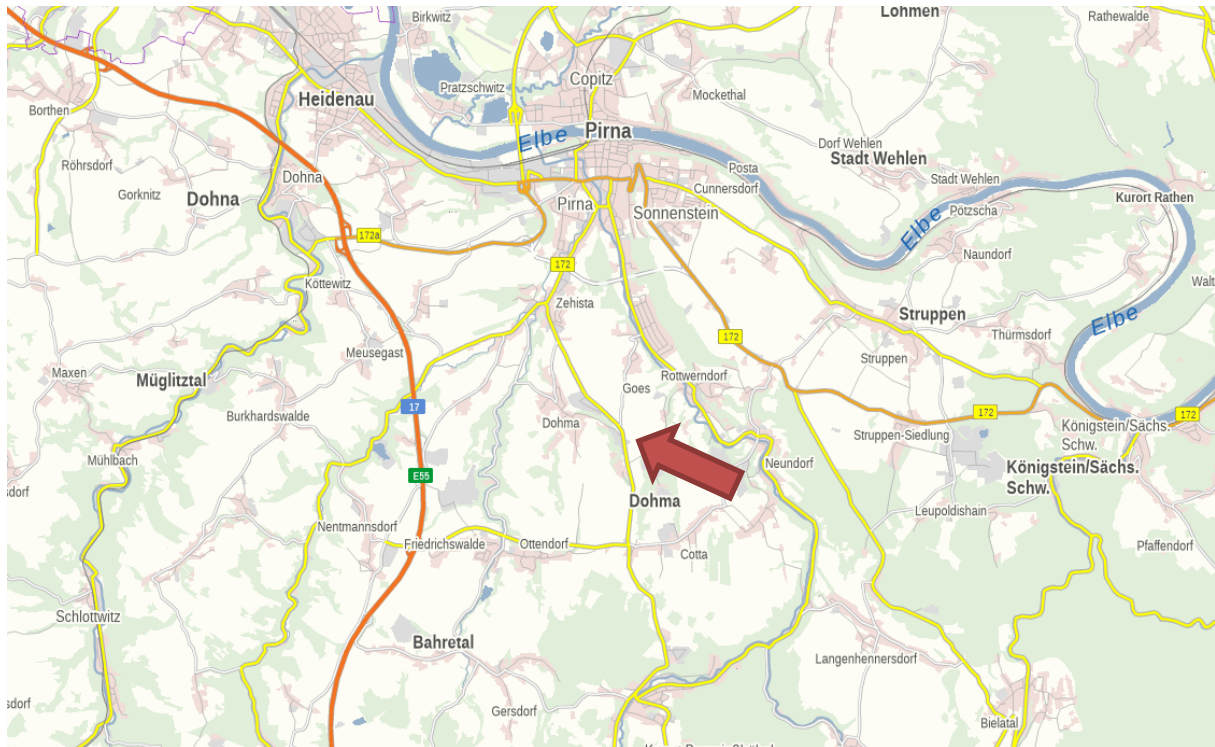 Birkwitz
Lohmen
Rathewalde
Copitz
Pratzschwitz
Mockethal
Heidenau
Borthen
Pirna
Elbe
Dorf Wehlen
Stadt Wehlen
Röhrsdorf
Posta
Dohna
Stadt Wehlen
Cunnersdorf
Gorknitz
Dohna
Kurort Rathen
Pirna
Sonnenstein
Pötzscha
Elbe
172a
Naundorf
172
Köttewitz
Walt
Zehista
Struppen
Elbe
Thürmsdorf
172
Meusegast
Struppen
Maxen
Müglitztal
Goes
Rottwerndorf
17
172
172
Burkhardswalde
Dohma
Königstein/Sächs.
Schw.
Struppen-Siedlung
Mühlbach
Neundorf
Königstein/Sächs.
Schw.
E55
sdorf
Dohma
Leupoldishain
Nentmannsdorf
Friedrichswalde
Ottendorf
Cotta
Pfaffendorf
Schlottwitz
Bahretal
Langenhennersdorf
sdorf
Gersdorf
Bielatal